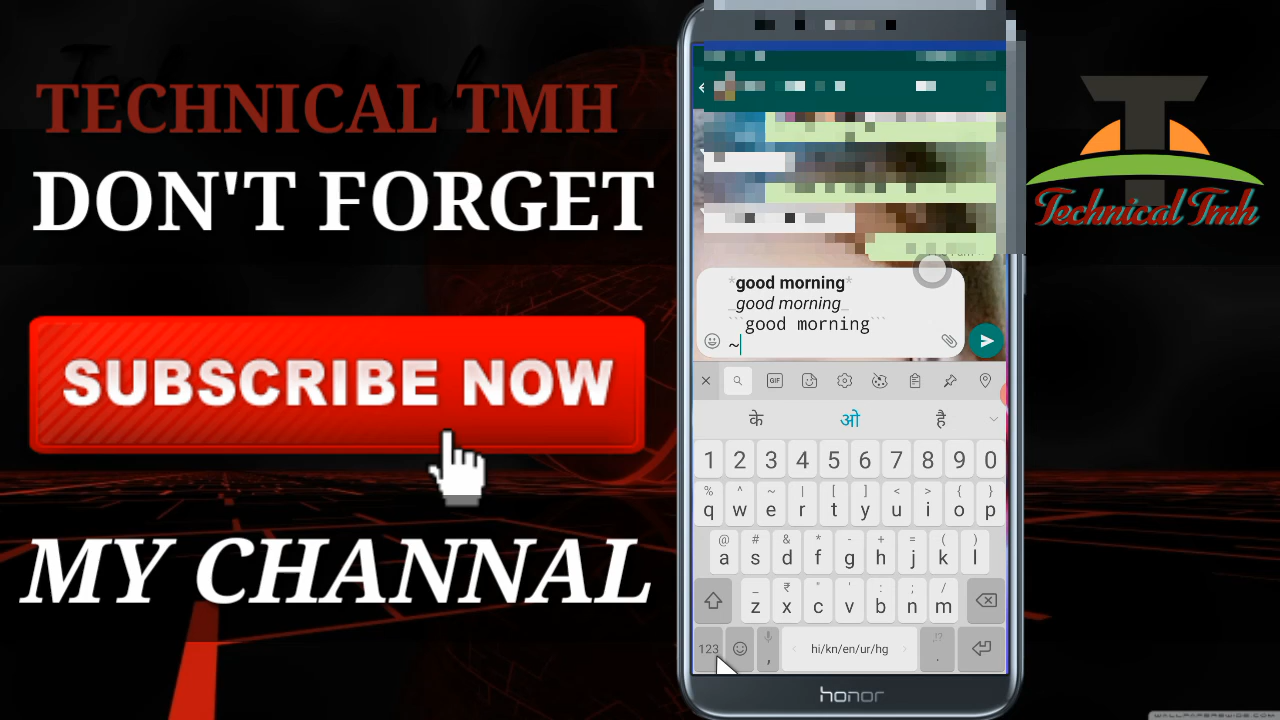 TECHNICAL TMH
DON'T FORGET
SUBSCRIBE NOW
MY CHANNAL
Technical Tmh
*good morning*
_good morning_
```good morning```
~
GIF
के ओ है
1 2 3 4 5 6 7 8 9 0
% ^ ~ | [ ] < > { }
q w e r t y u i o p
@ # & * - + = ( )
a s d f g h j k l
_ ₹ " ' : ; /
z x c v b n m
123 , hi/kn/en/ur/hg .
honor